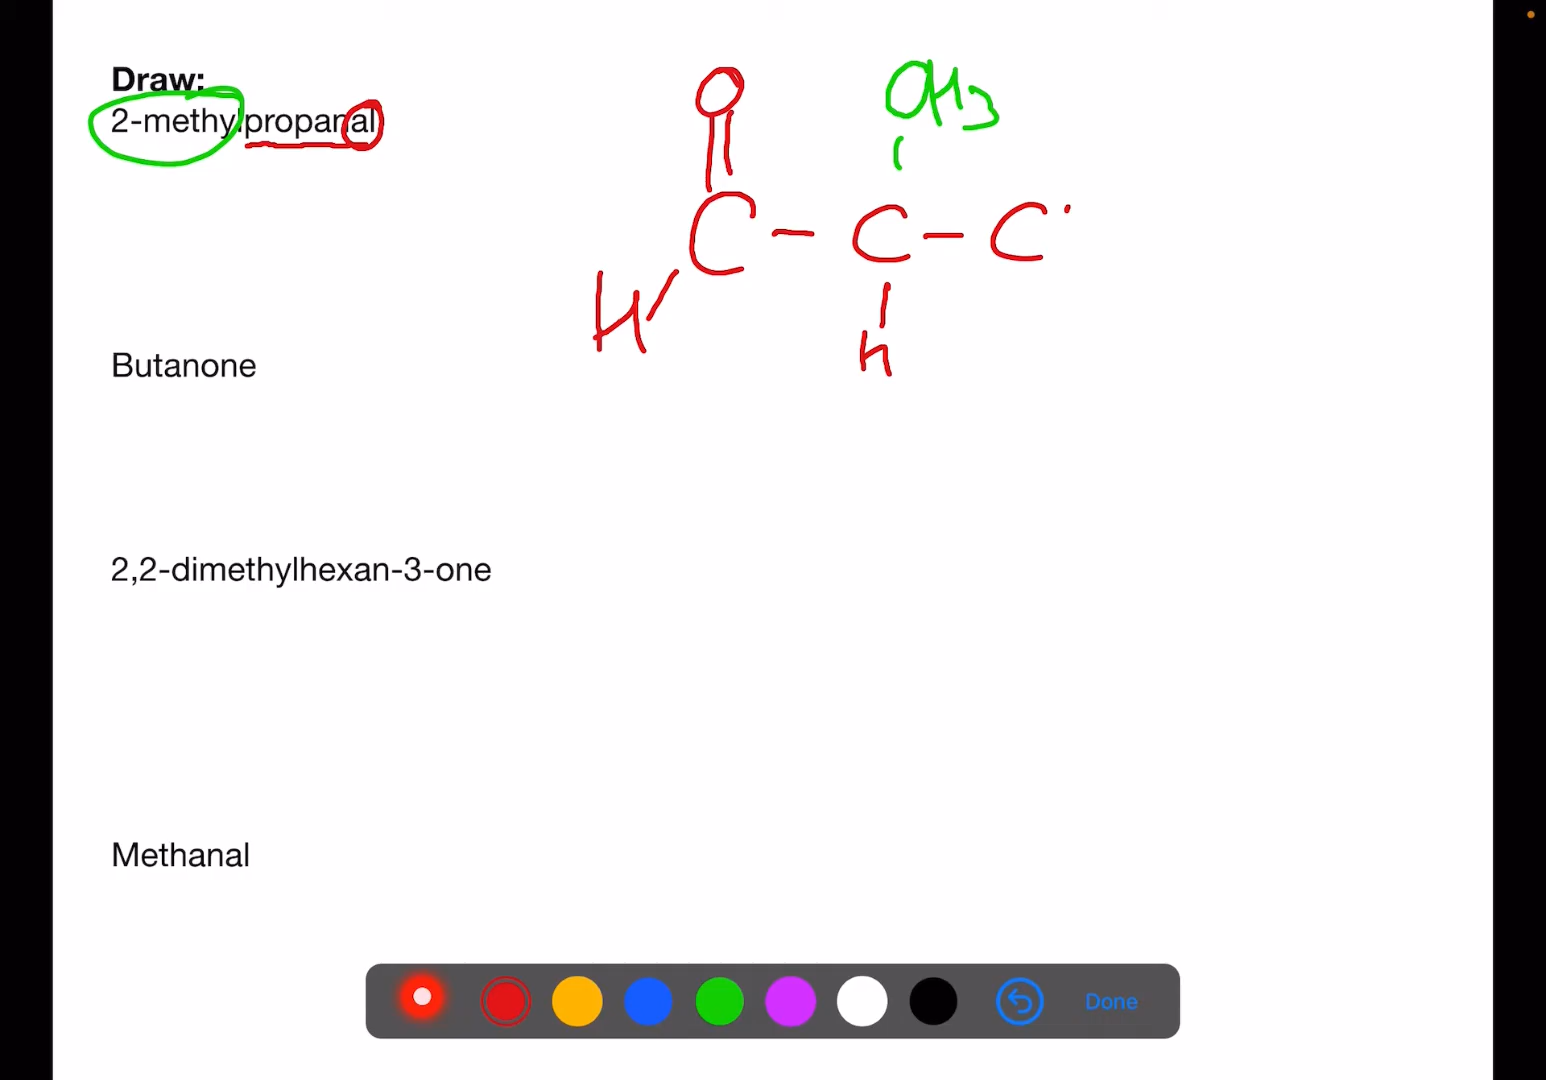 Draw:
2-methylpropanal
O
CH3
C - C - C
H
H
Butanone
2,2-dimethylhexan-3-one
Methanal
Done